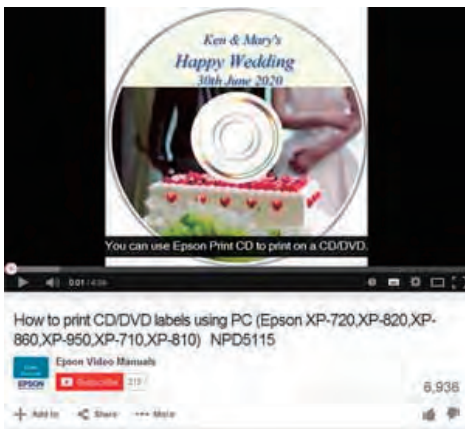 Ken & Mary's
Happy Wedding
30th June 2020
You can use Epson Print CD to print on a CD/DVD.
0:01 / 4:06
How to print CD/DVD labels using PC (Epson XP-720,XP-820,XP-
860,XP-950,XP-710,XP-810) NPD5115
Epson Video Manuals
EPSON
Subscribe
6,936
Add to
Share
More